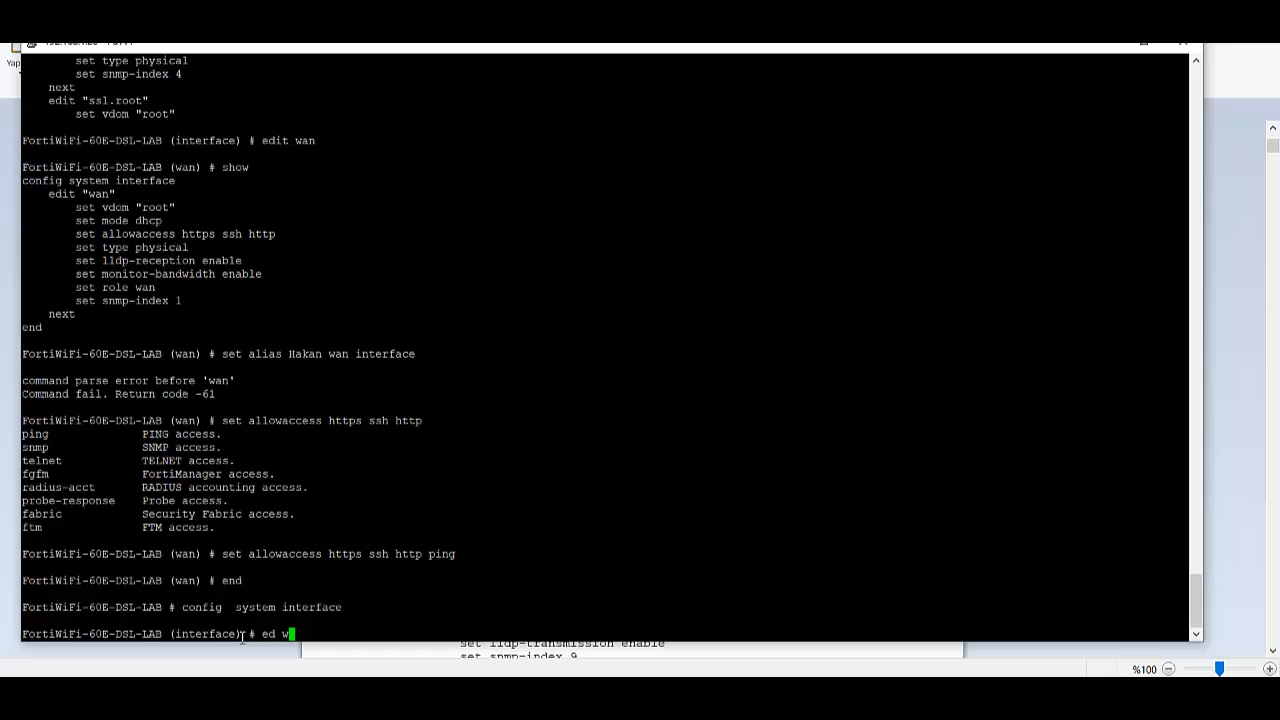 Yap
set type physical
set snmp-index 4
next
edit "ssl.root"
set vdom "root"
FortiWiFi-60E-DSL-LAB (interface) # edit wan
FortiWiFi-60E-DSL-LAB (wan) # show
config system interface
edit "wan"
set vdom "root"
set mode dhcp
set allowaccess https ssh http
set type physical
set lldp-reception enable
set monitor-bandwidth enable
set role wan
set snmp-index 1
next
end
FortiWiFi-60E-DSL-LAB (wan) # set alias Hakan wan interface
command parse error before 'wan'
Command fail. Return code -61
FortiWiFi-60E-DSL-LAB (wan) # set allowaccess https ssh http
ping PING access.
snmp SNMP access.
telnet TELNET access.
fgfm FortiManager access.
radius-acct RADIUS accounting access.
probe-response Probe access.
fabric Security Fabric access.
ftm FTM access.
FortiWiFi-60E-DSL-LAB (wan) # set allowaccess https ssh http ping
FortiWiFi-60E-DSL-LAB (wan) # end
FortiWiFi-60E-DSL-LAB # config  system interface
FortiWiFi-60E-DSL-LAB (interface) # ed w
set lldp-transmission enable
set snmp-index 9
%100